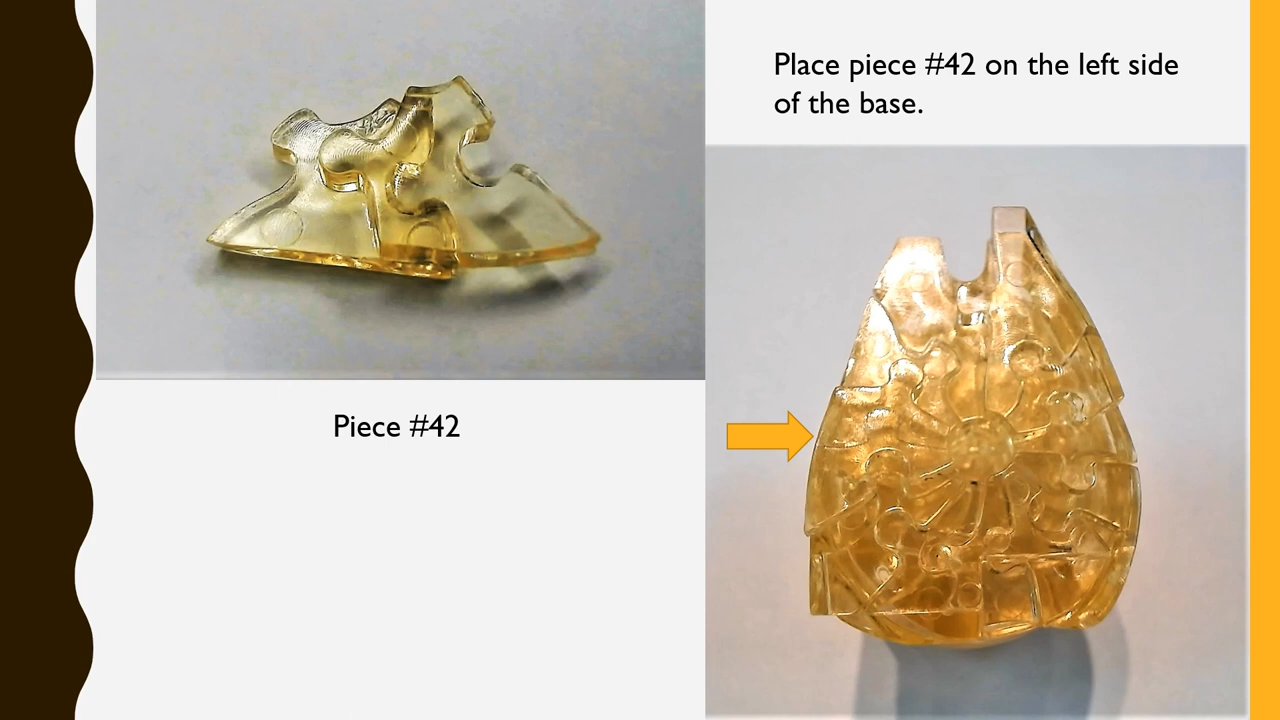 Place piece #42 on the left side
of the base.
Piece #42